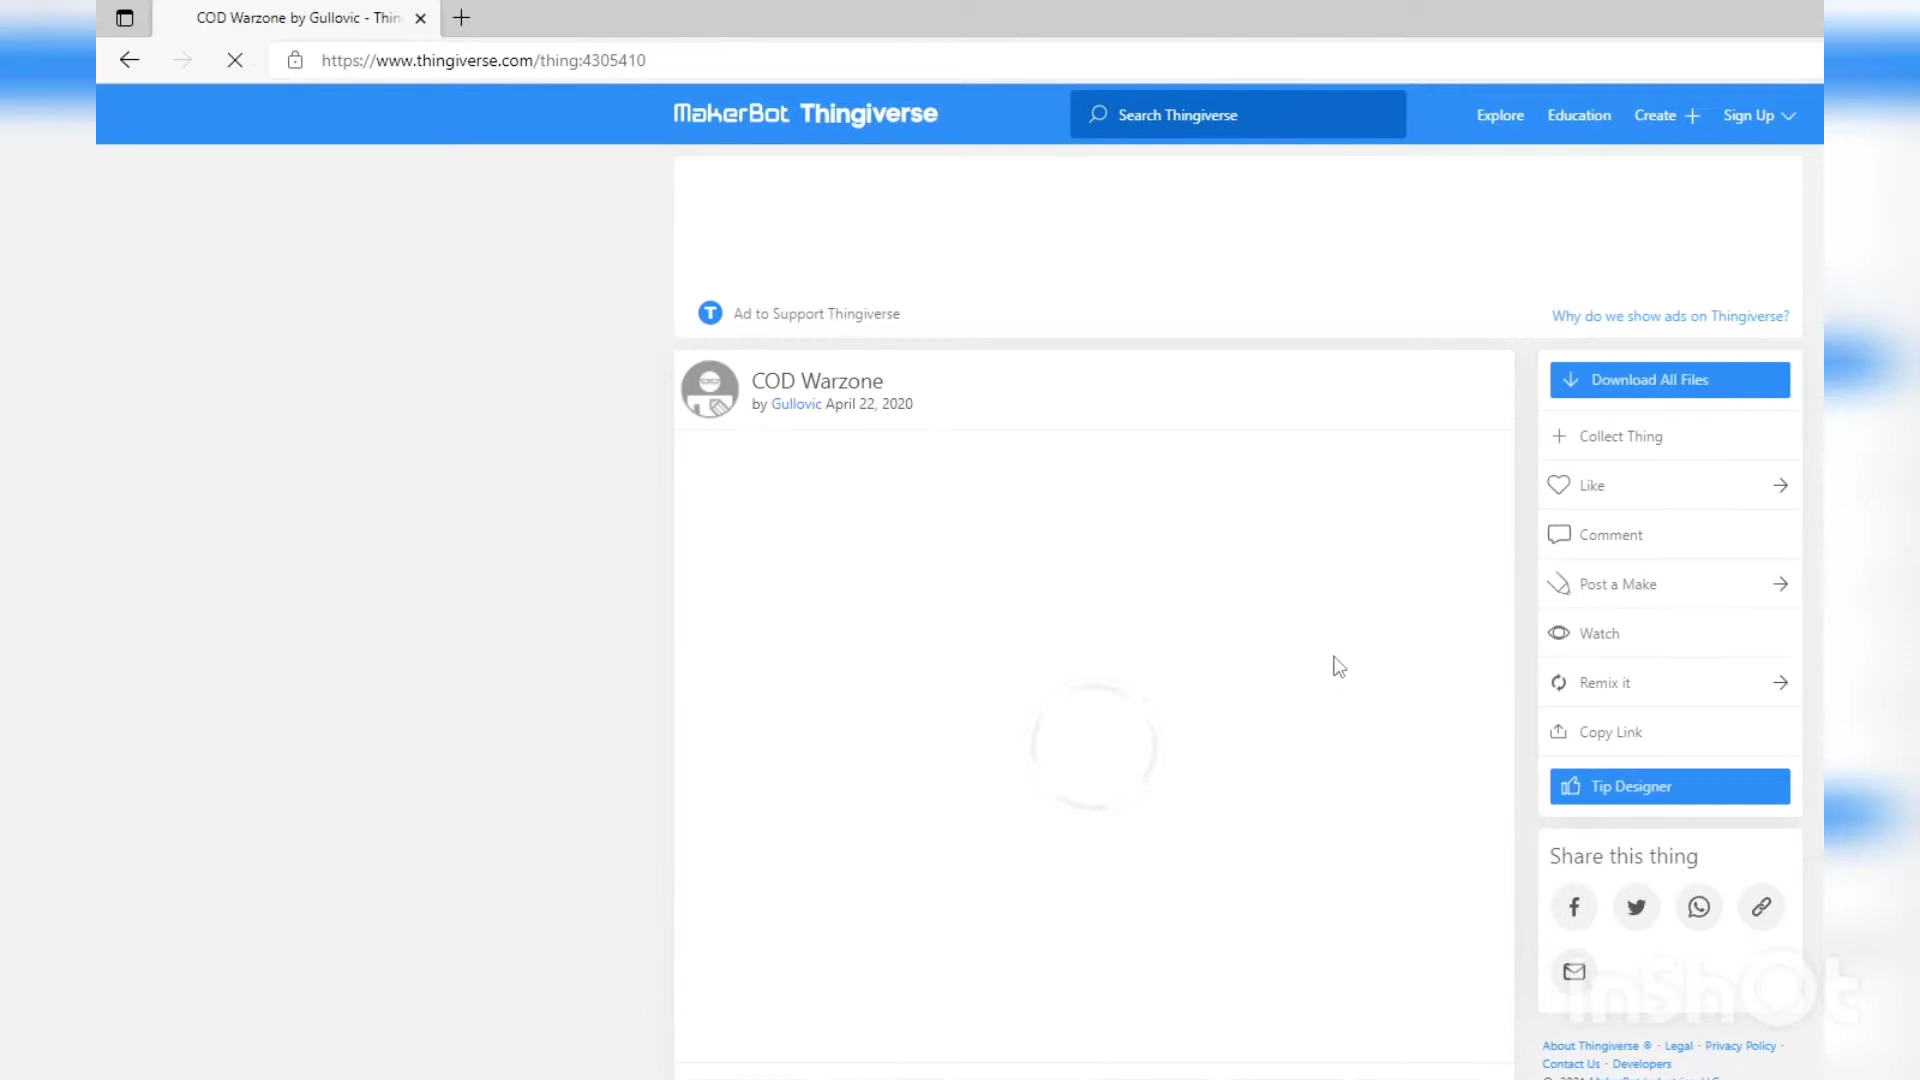 COD Warzone by Gullovic - Thin
https://www.thingiverse.com/thing:4305410
MakerBot Thingiverse
Search Thingiverse
Explore
Education
Create
Sign Up
T
Ad to Support Thingiverse
Why do we show ads on Thingiverse?
COD Warzone
by Gullovic April 22, 2020
Download All Files
Collect Thing
Like
Comment
Post a Make
Watch
Remix it
Copy Link
Tip Designer
Share this thing
InShOt
About Thingiverse ® · Legal · Privacy Policy ·
Contact Us · Developers